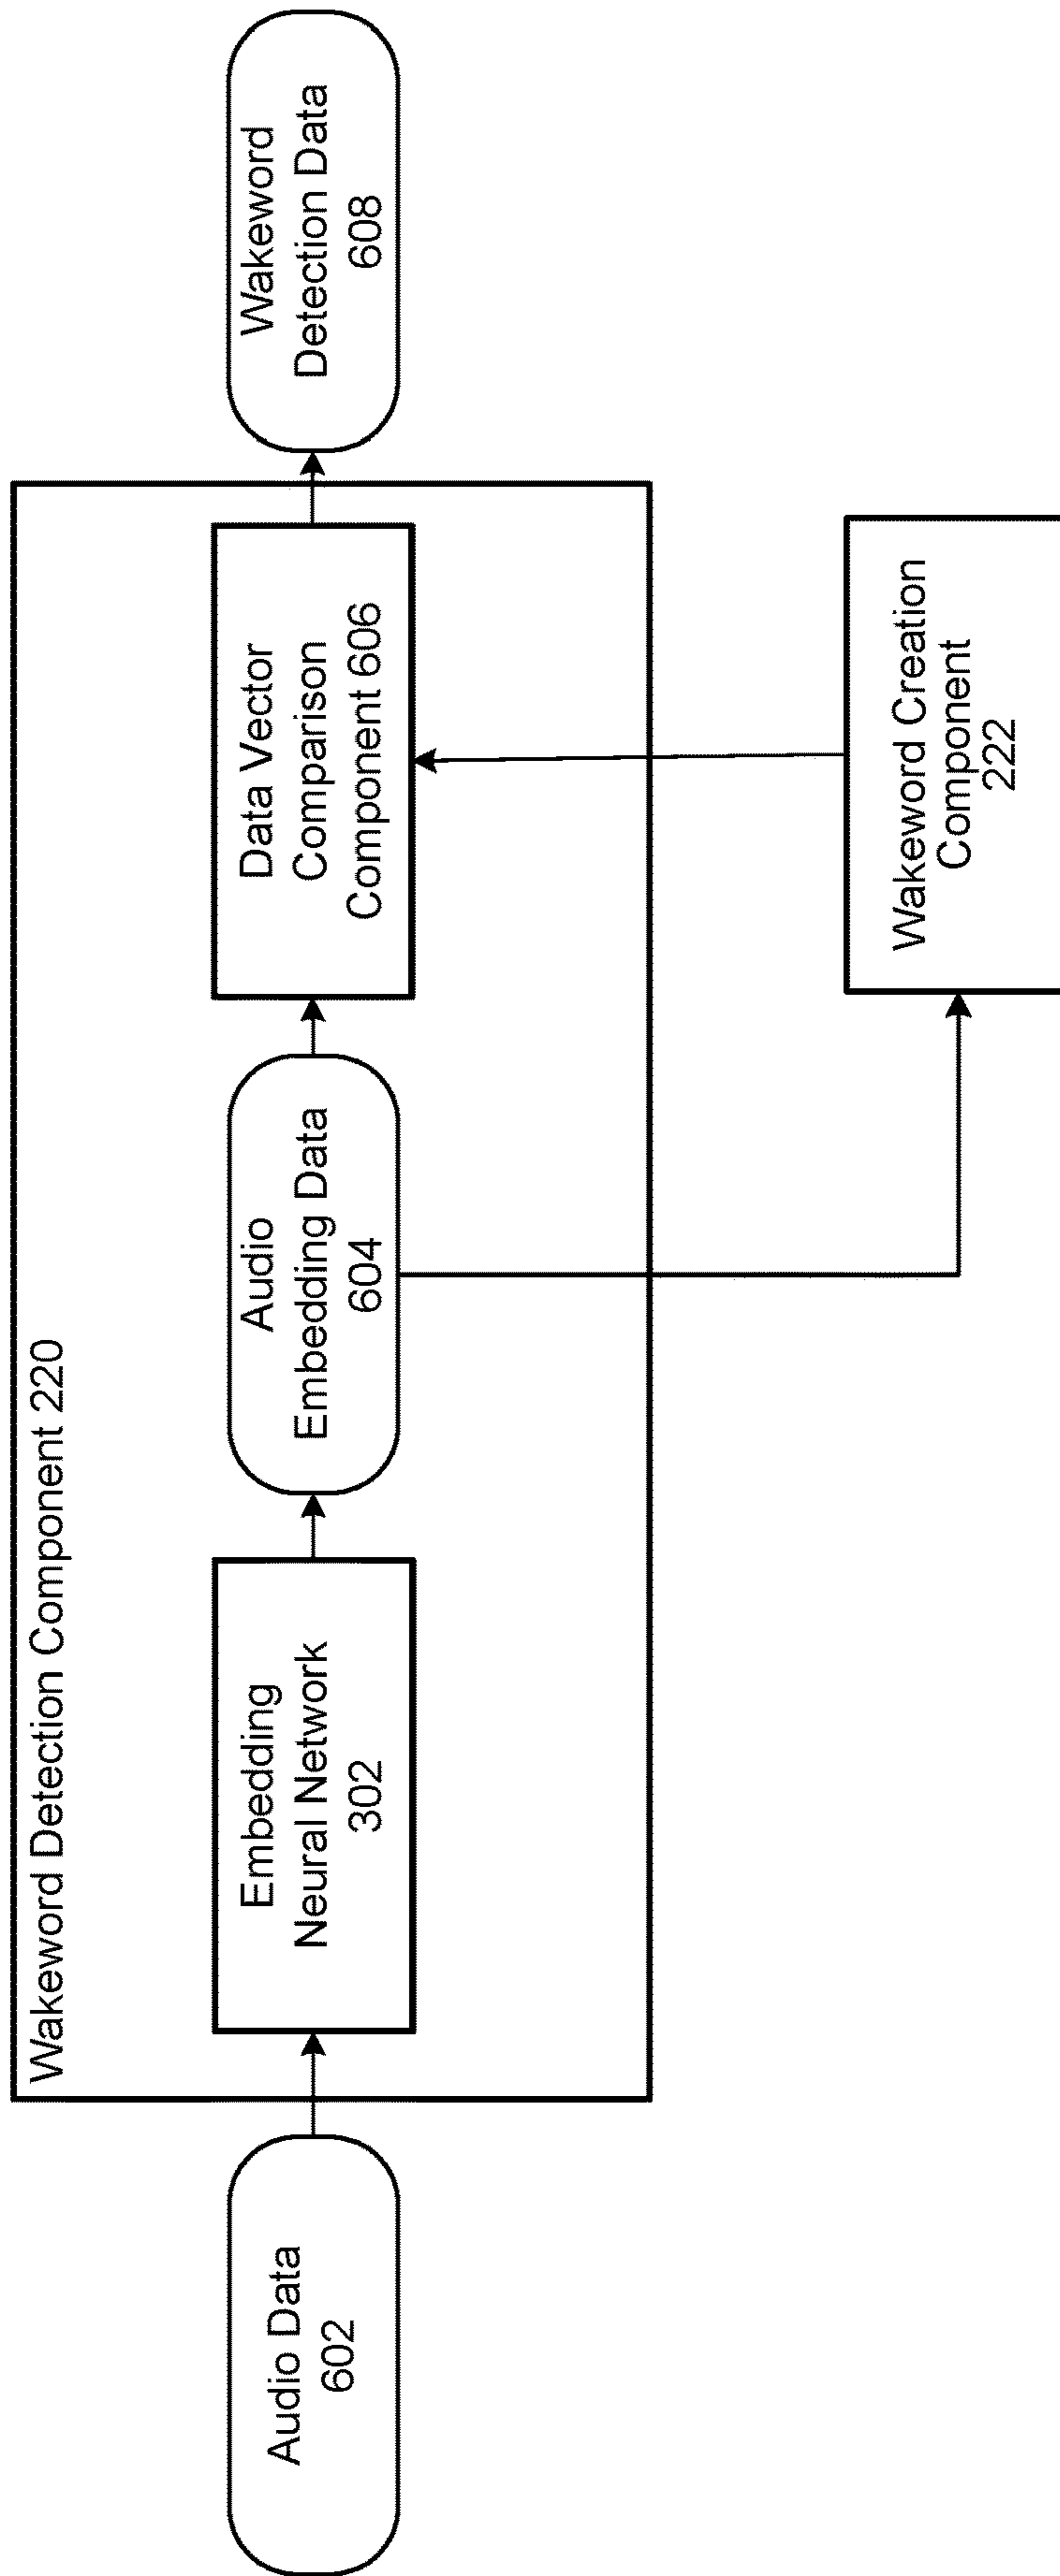 Wakeword Detection Component 220
Audio Data
602
Embedding
Neural Network
302
Audio
Embedding Data
604
Data Vector
Comparison
Component 606
Wakeword
Detection Data
608
Wakeword Creation
Component
222